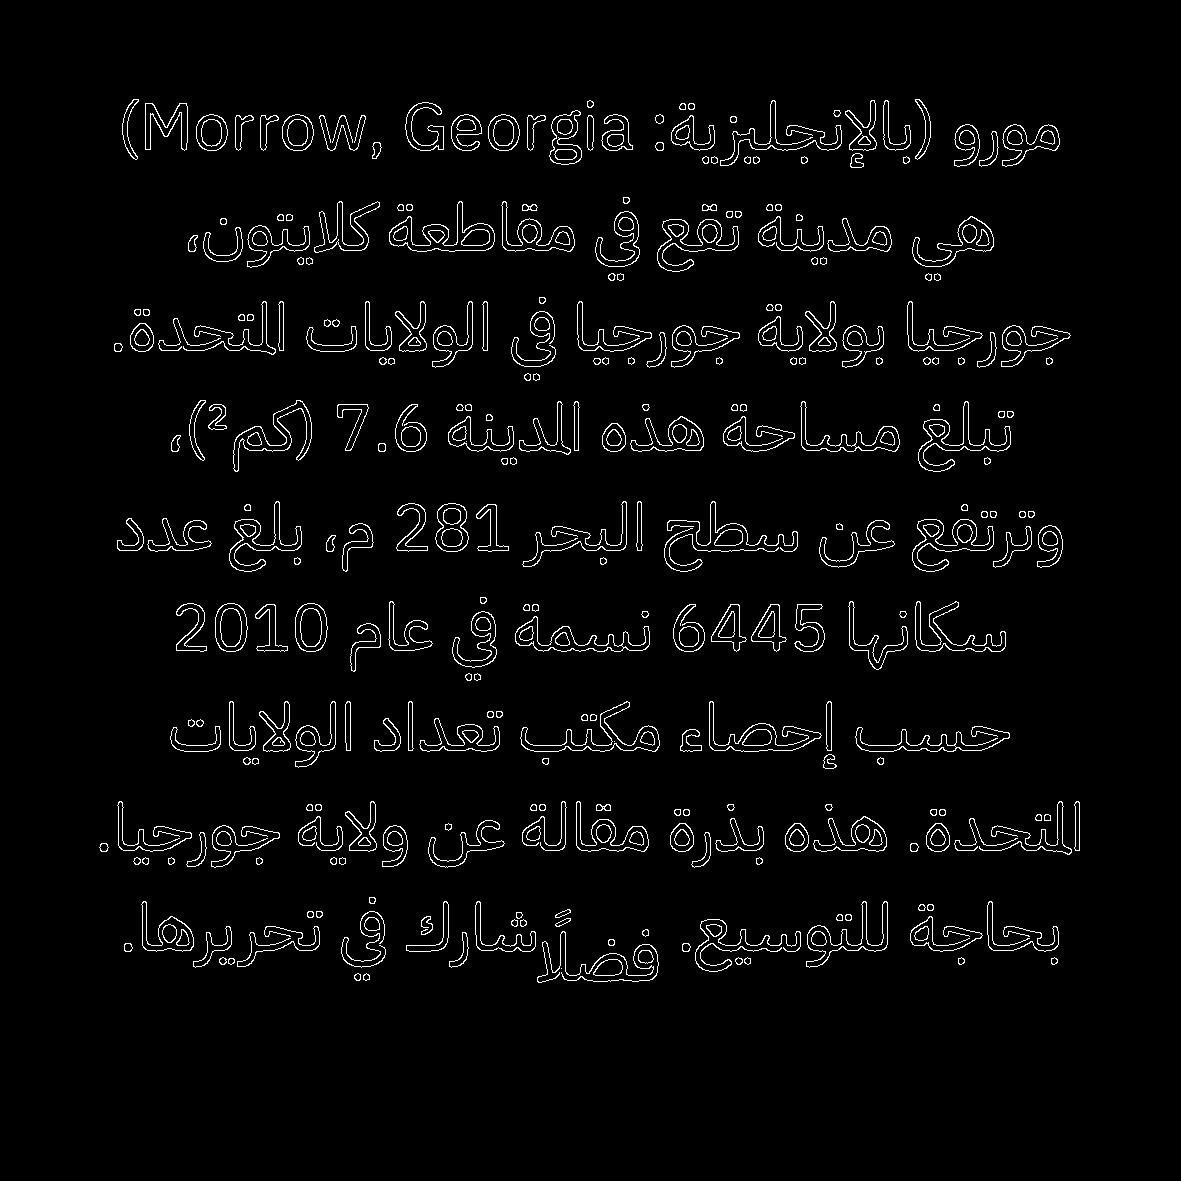 مورو (بالإنجليزية: Morrow, Georgia)
هي مدينة تقع في مقاطعة كلايتون،
جورجيا بولاية جورجيا في الولايات المتحدة.
تبلغ مساحة هذه المدينة 7.6 (كم²)،
وترتفع عن سطح البحر 281 م، بلغ عدد
سكانها 6445 نسمة في عام 2010
حسب إحصاء مكتب تعداد الولايات
المتحدة. هذه بذرة مقالة عن ولاية جورجيا.
بحاجة للتوسيع. فضلًا شارك في تحريرها.